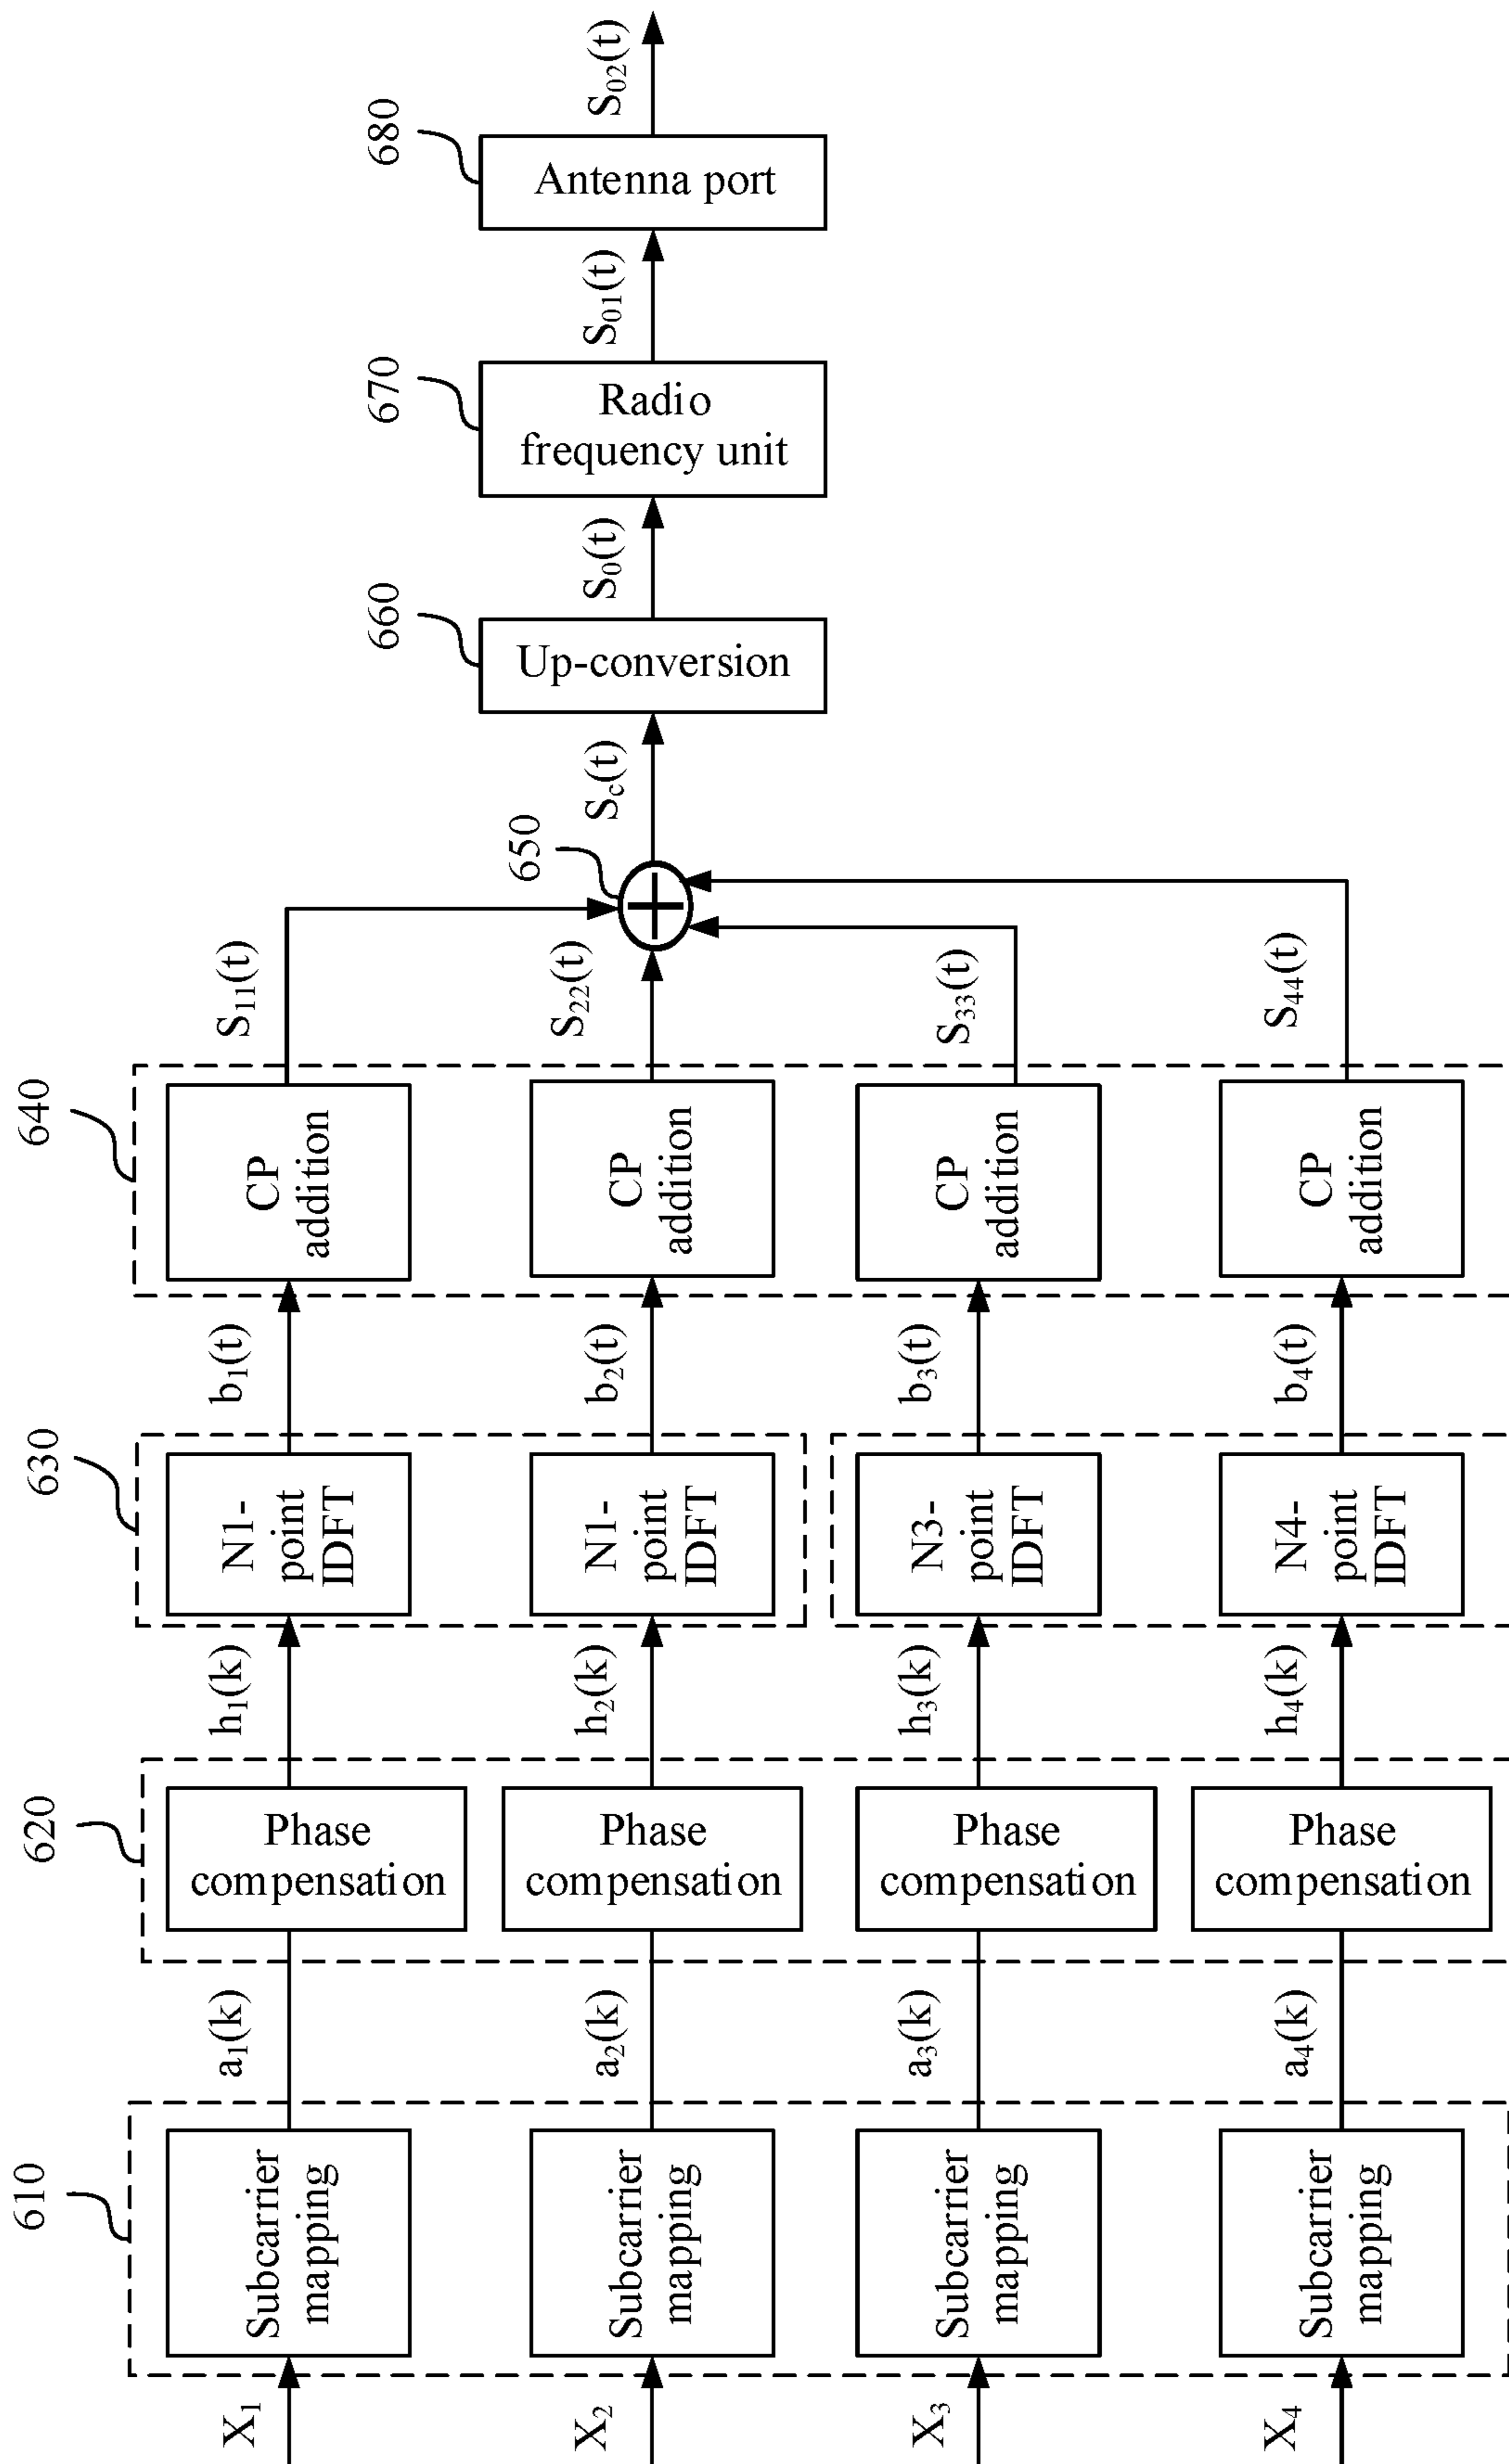 610
620
630
640
650
660
670
680
X₁
Subcarrier
mapping
a₁(k)
Phase
compensation
h₁(k)
N1-
point
IDFT
b₁(t)
CP
addition
S₁₁(t)
X₂
Subcarrier
mapping
a₂(k)
Phase
compensation
h₂(k)
N1-
point
IDFT
b₂(t)
CP
addition
S₂₂(t)
X₃
Subcarrier
mapping
a₃(k)
Phase
compensation
h₃(k)
N3-
point
IDFT
b₃(t)
CP
addition
S₃₃(t)
X₄
Subcarrier
mapping
a₄(k)
Phase
compensation
h₄(k)
N4-
point
IDFT
b₄(t)
CP
addition
S₄₄(t)
S_c(t)
Up-conversion
S₀(t)
Radio
frequency unit
S₀₁(t)
Antenna port
S₀₂(t)